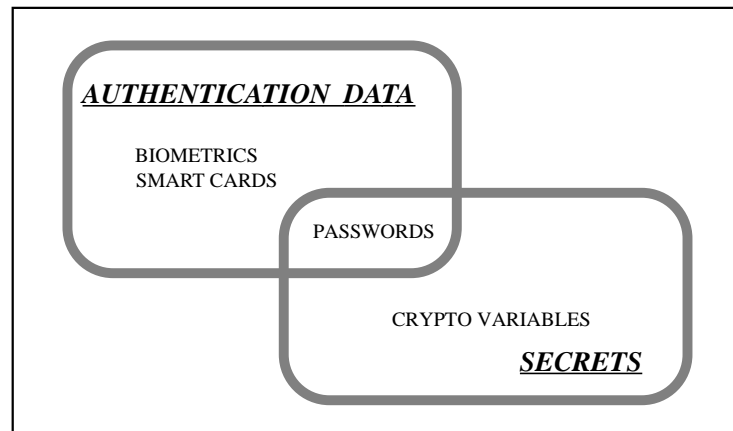 AUTHENTICATION DATA
BIOMETRICS
SMART CARDS
PASSWORDS
CRYPTO VARIABLES
SECRETS